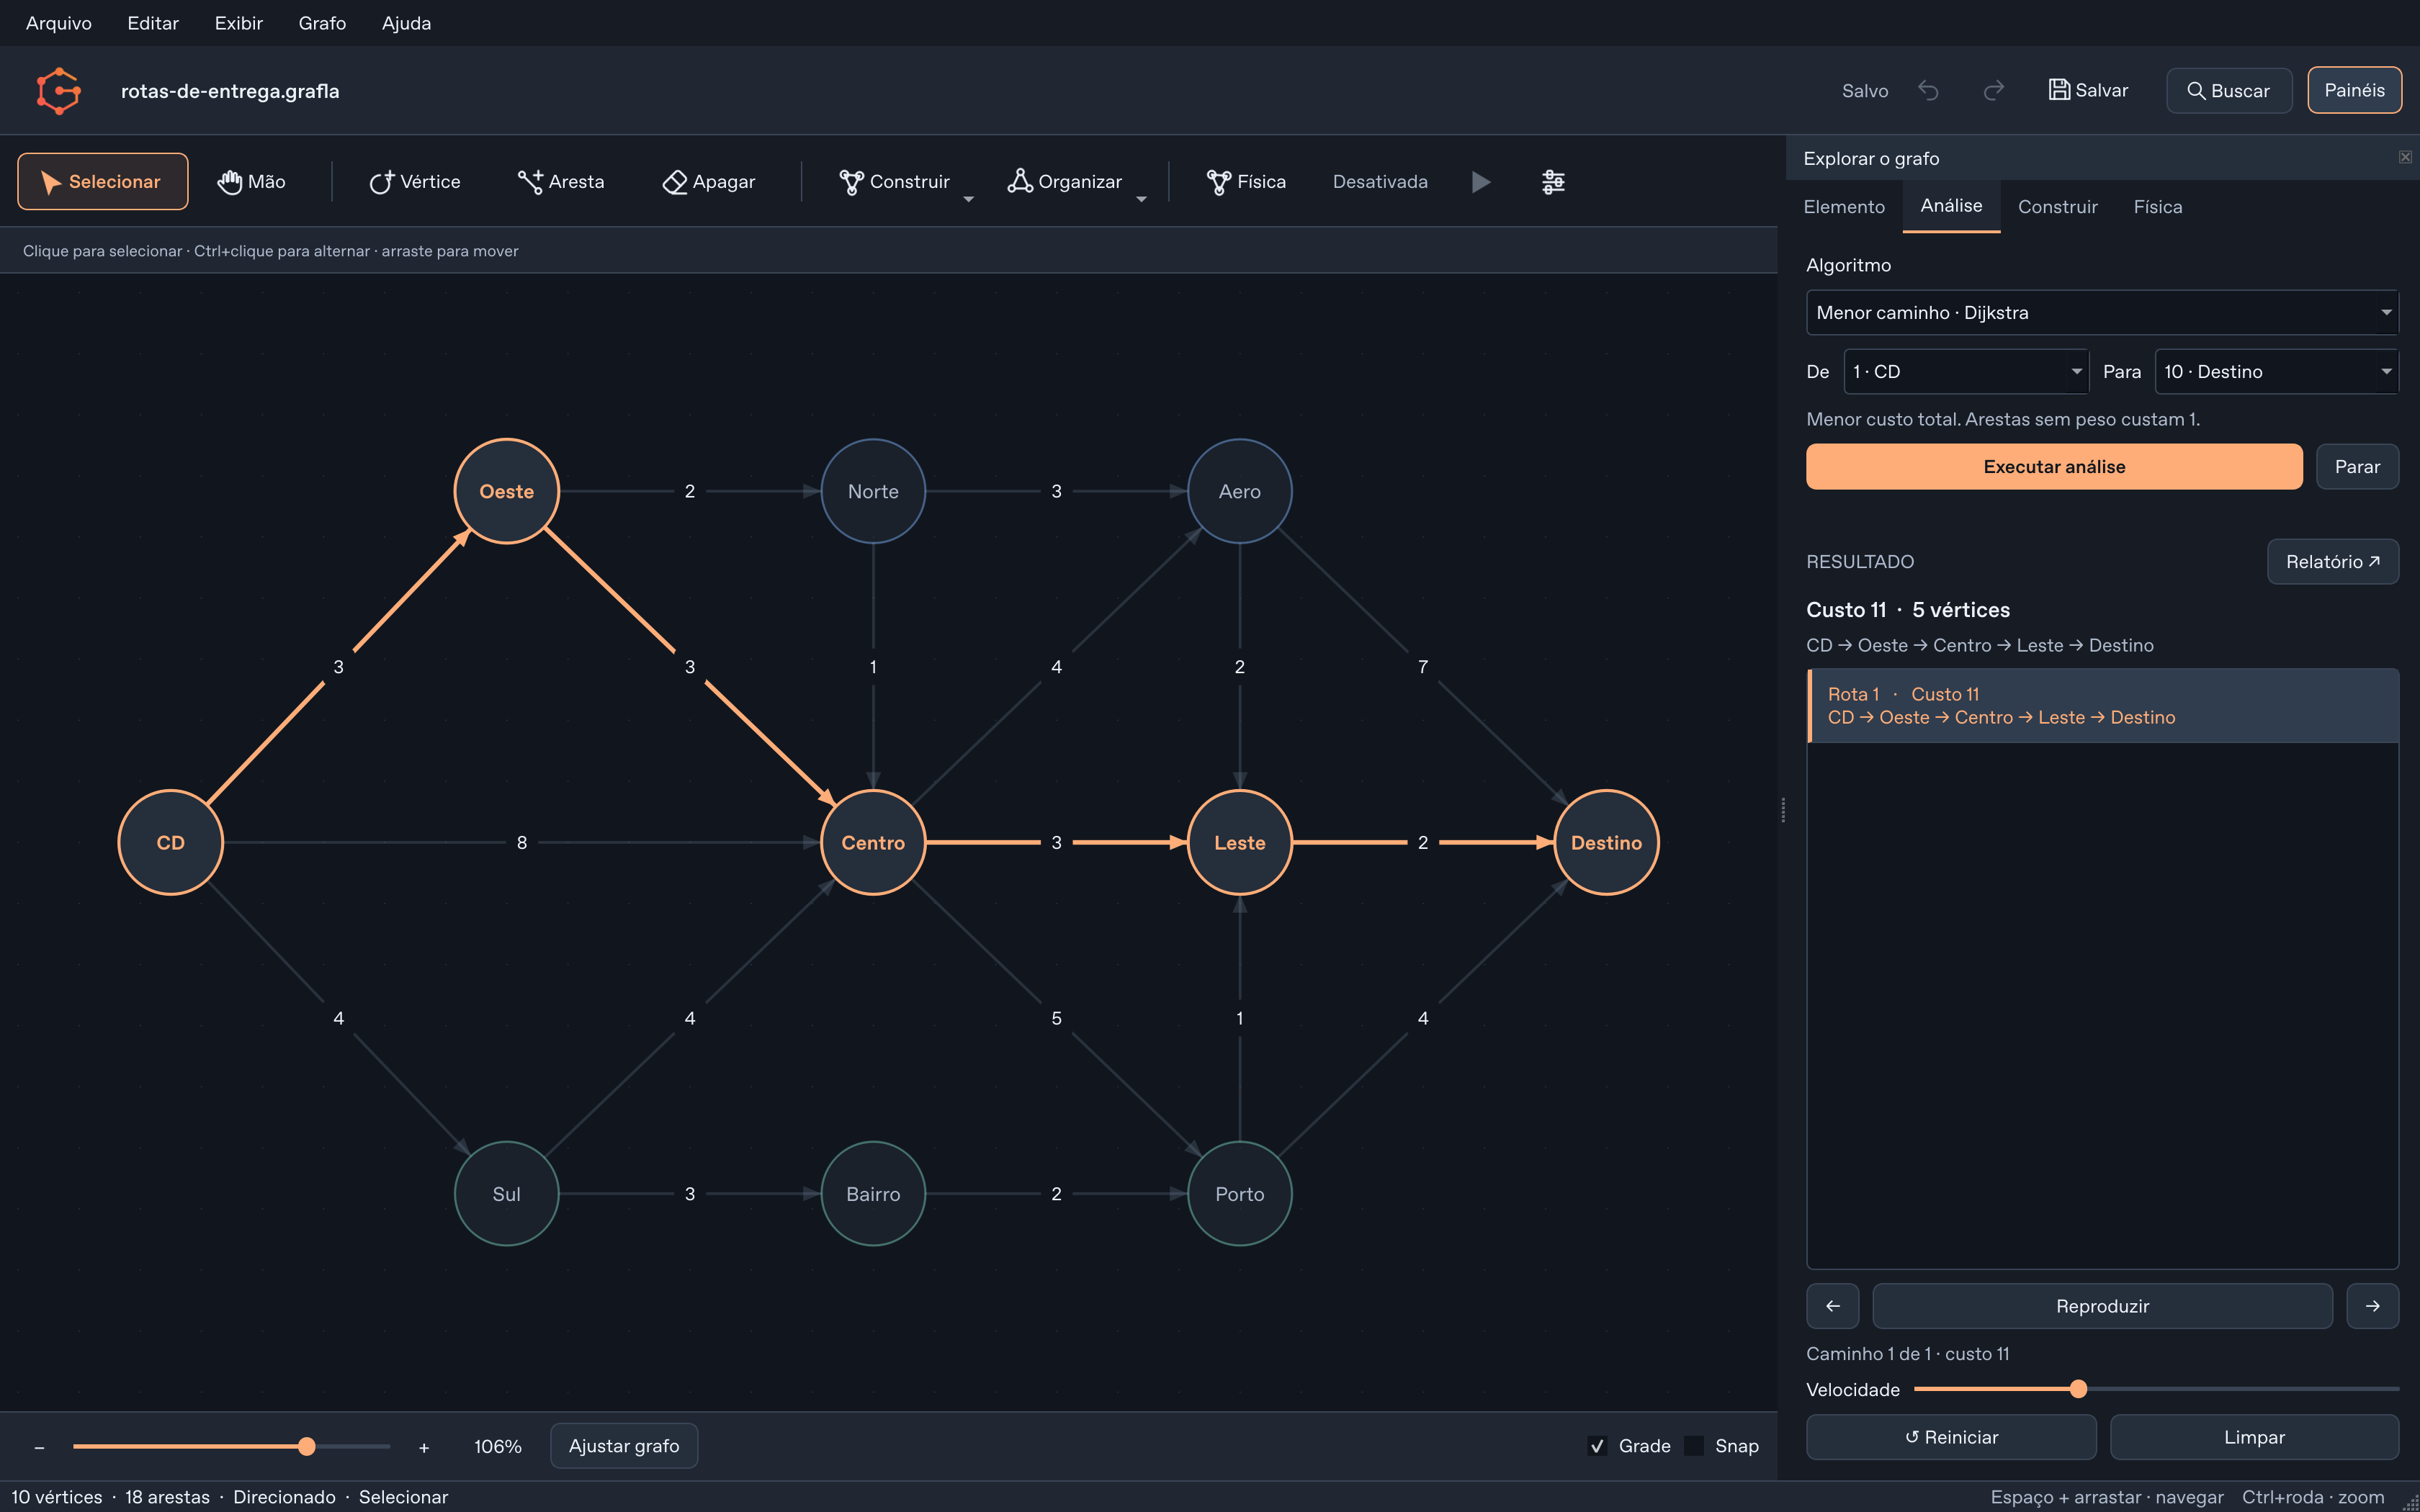 Arquivo Editar Exibir Grafo Ajuda
rotas-de-entrega.grafla
Salvo Salvar Buscar Painéis
Selecionar Mão Vértice Aresta Apagar Construir Organizar Física Desativada
Clique para selecionar · Ctrl+clique para alternar · arraste para mover
Oeste 2 Norte 3 Aero
3 3 1 4 2 7
CD 8 Centro 3 Leste 2 Destino
4 4 5 1 4
Sul 3 Bairro 2 Porto
− + 106% Ajustar grafo Grade Snap
Explorar o grafo
Elemento Análise Construir Física
Algoritmo
Menor caminho · Dijkstra
De 1 · CD Para 10 · Destino
Menor custo total. Arestas sem peso custam 1.
Executar análise Parar
RESULTADO Relatório ↗
Custo 11 · 5 vértices
CD → Oeste → Centro → Leste → Destino
Rota 1 · Custo 11
CD → Oeste → Centro → Leste → Destino
← Reproduzir →
Caminho 1 de 1 · custo 11
Velocidade
↺ Reiniciar Limpar
10 vértices · 18 arestas · Direcionado · Selecionar
Espaço + arrastar · navegar Ctrl+roda · zoom